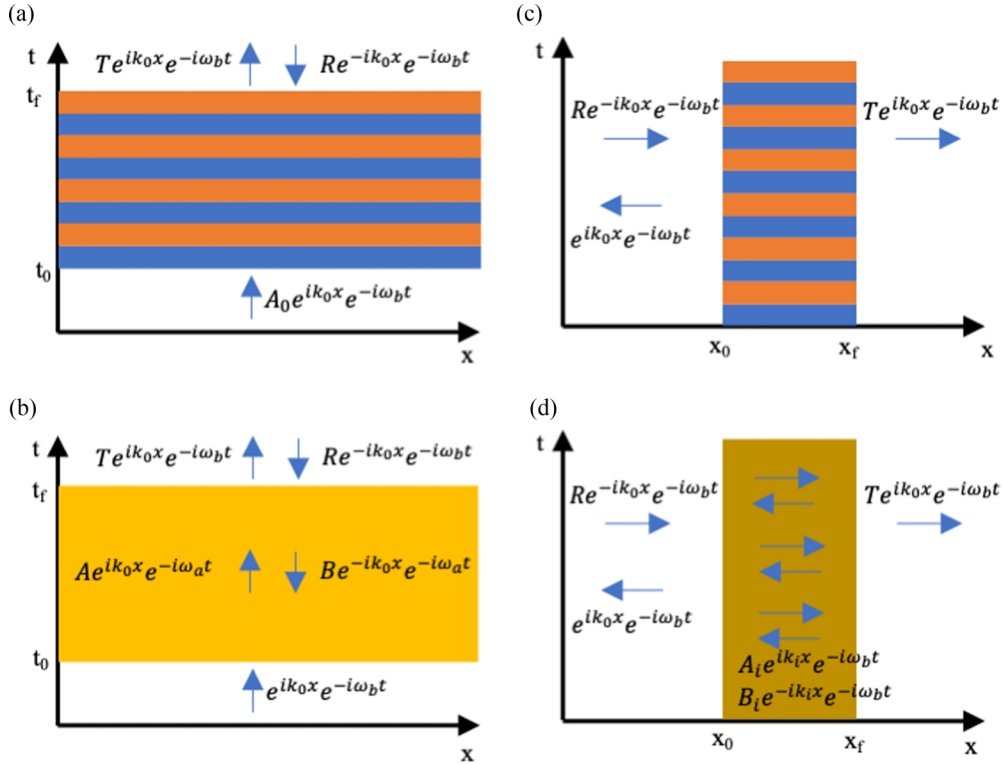 (a)
t
Te^{ik_0x}e^{-iω_bt}
Re^{-ik_0x}e^{-iω_bt}
t_f
t_0
A_0e^{ik_0x}e^{-iω_bt}
x
(b)
t
Te^{ik_0x}e^{-iω_bt}
Re^{-ik_0x}e^{-iω_bt}
t_f
Ae^{ik_0x}e^{-iω_at}
Be^{-ik_0x}e^{-iω_at}
t_0
e^{ik_0x}e^{-iω_bt}
x
(c)
t
Re^{-ik_0x}e^{-iω_bt}
Te^{ik_0x}e^{-iω_bt}
e^{ik_0x}e^{-iω_bt}
x_0
x_f
x
(d)
t
Re^{-ik_0x}e^{-iω_bt}
Te^{ik_0x}e^{-iω_bt}
e^{ik_0x}e^{-iω_bt}
A_ie^{ik_ix}e^{-iω_bt}
B_ie^{-ik_ix}e^{-iω_bt}
x_0
x_f
x